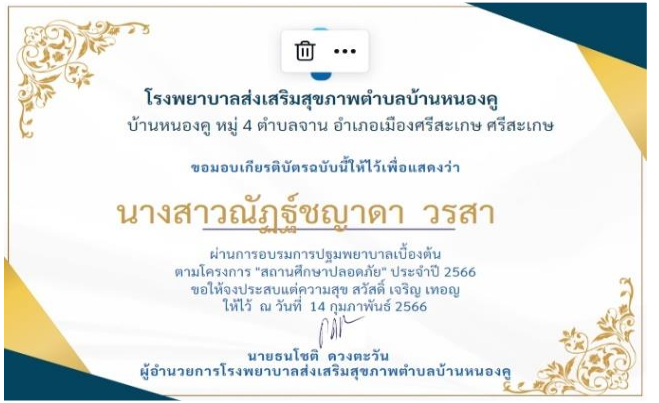 โรงพยาบาลส่งเสริมสุขภาพตำบลบ้านหนองคู
บ้านหนองคู หมู่ 4 ตำบลจาน อำเภอเมืองศรีสะเกษ ศรีสะเกษ
ขอมอบเกียรติบัตรฉบับนี้ให้ไว้เพื่อแสดงว่า
นางสาวณัฏฐ์ชญาดา วรสา
ผ่านการอบรมการปฐมพยาบาลเบื้องต้น
ตามโครงการ "สถานศึกษาปลอดภัย" ประจำปี 2566
ขอให้จงประสบแต่ความสุข สวัสดิ์ เจริญ เทอญ
ให้ไว้ ณ วันที่ 14 กุมภาพันธ์ 2566
นายธนโชติ ดวงตะวัน
ผู้อำนวยการโรงพยาบาลส่งเสริมสุขภาพตำบลบ้านหนองคู